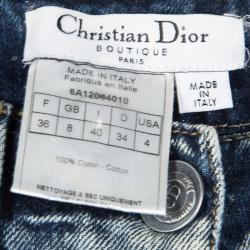 Christian Dior
BOUTIQUE
PARIS
MADE IN ITALY
Fabriqué en Italie
6A12044010
F GB I D USA
36 8 40 34 4
100% Coton - Cotton
NETTOYAGE A SEC UNIQUEMENT
MADE
IN
ITALY